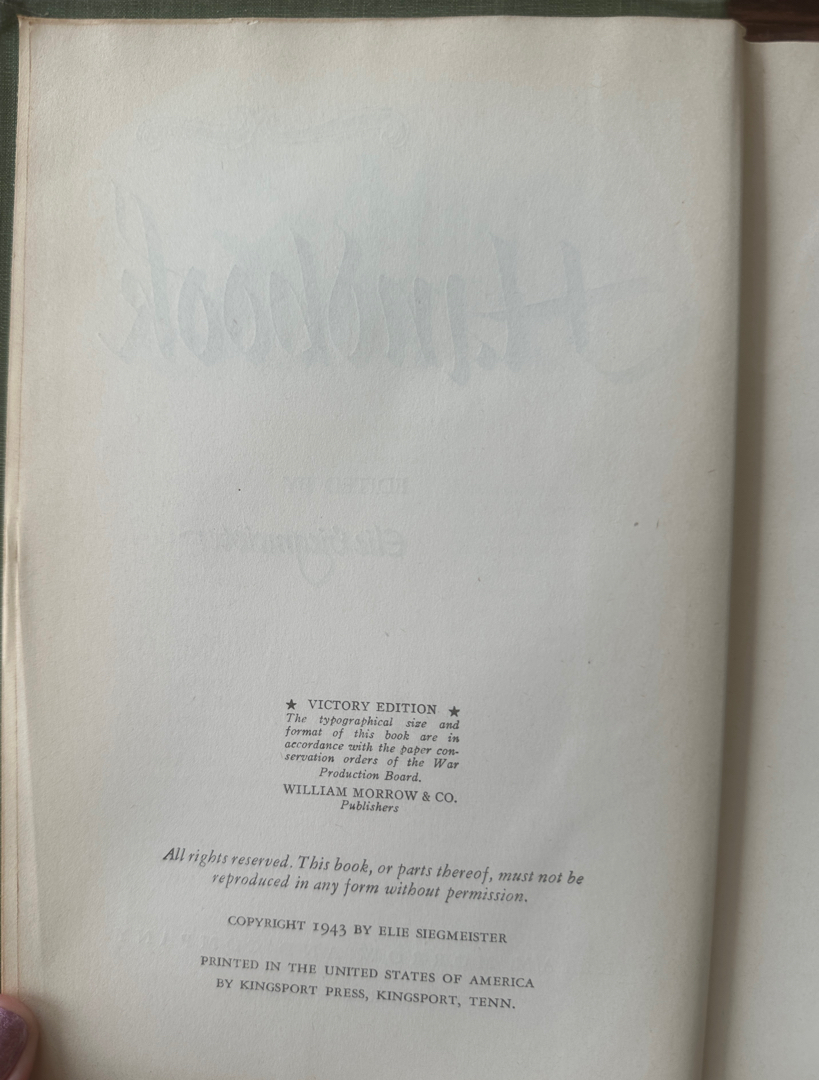 ★ VICTORY EDITION ★
The typographical size and
format of this book are in
accordance with the paper con-
servation orders of the War
Production Board.
WILLIAM MORROW & CO.
Publishers
All rights reserved. This book, or parts thereof, must not be
reproduced in any form without permission.
COPYRIGHT 1943 BY ELIE SIEGMEISTER
PRINTED IN THE UNITED STATES OF AMERICA
BY KINGSPORT PRESS, KINGSPORT, TENN.